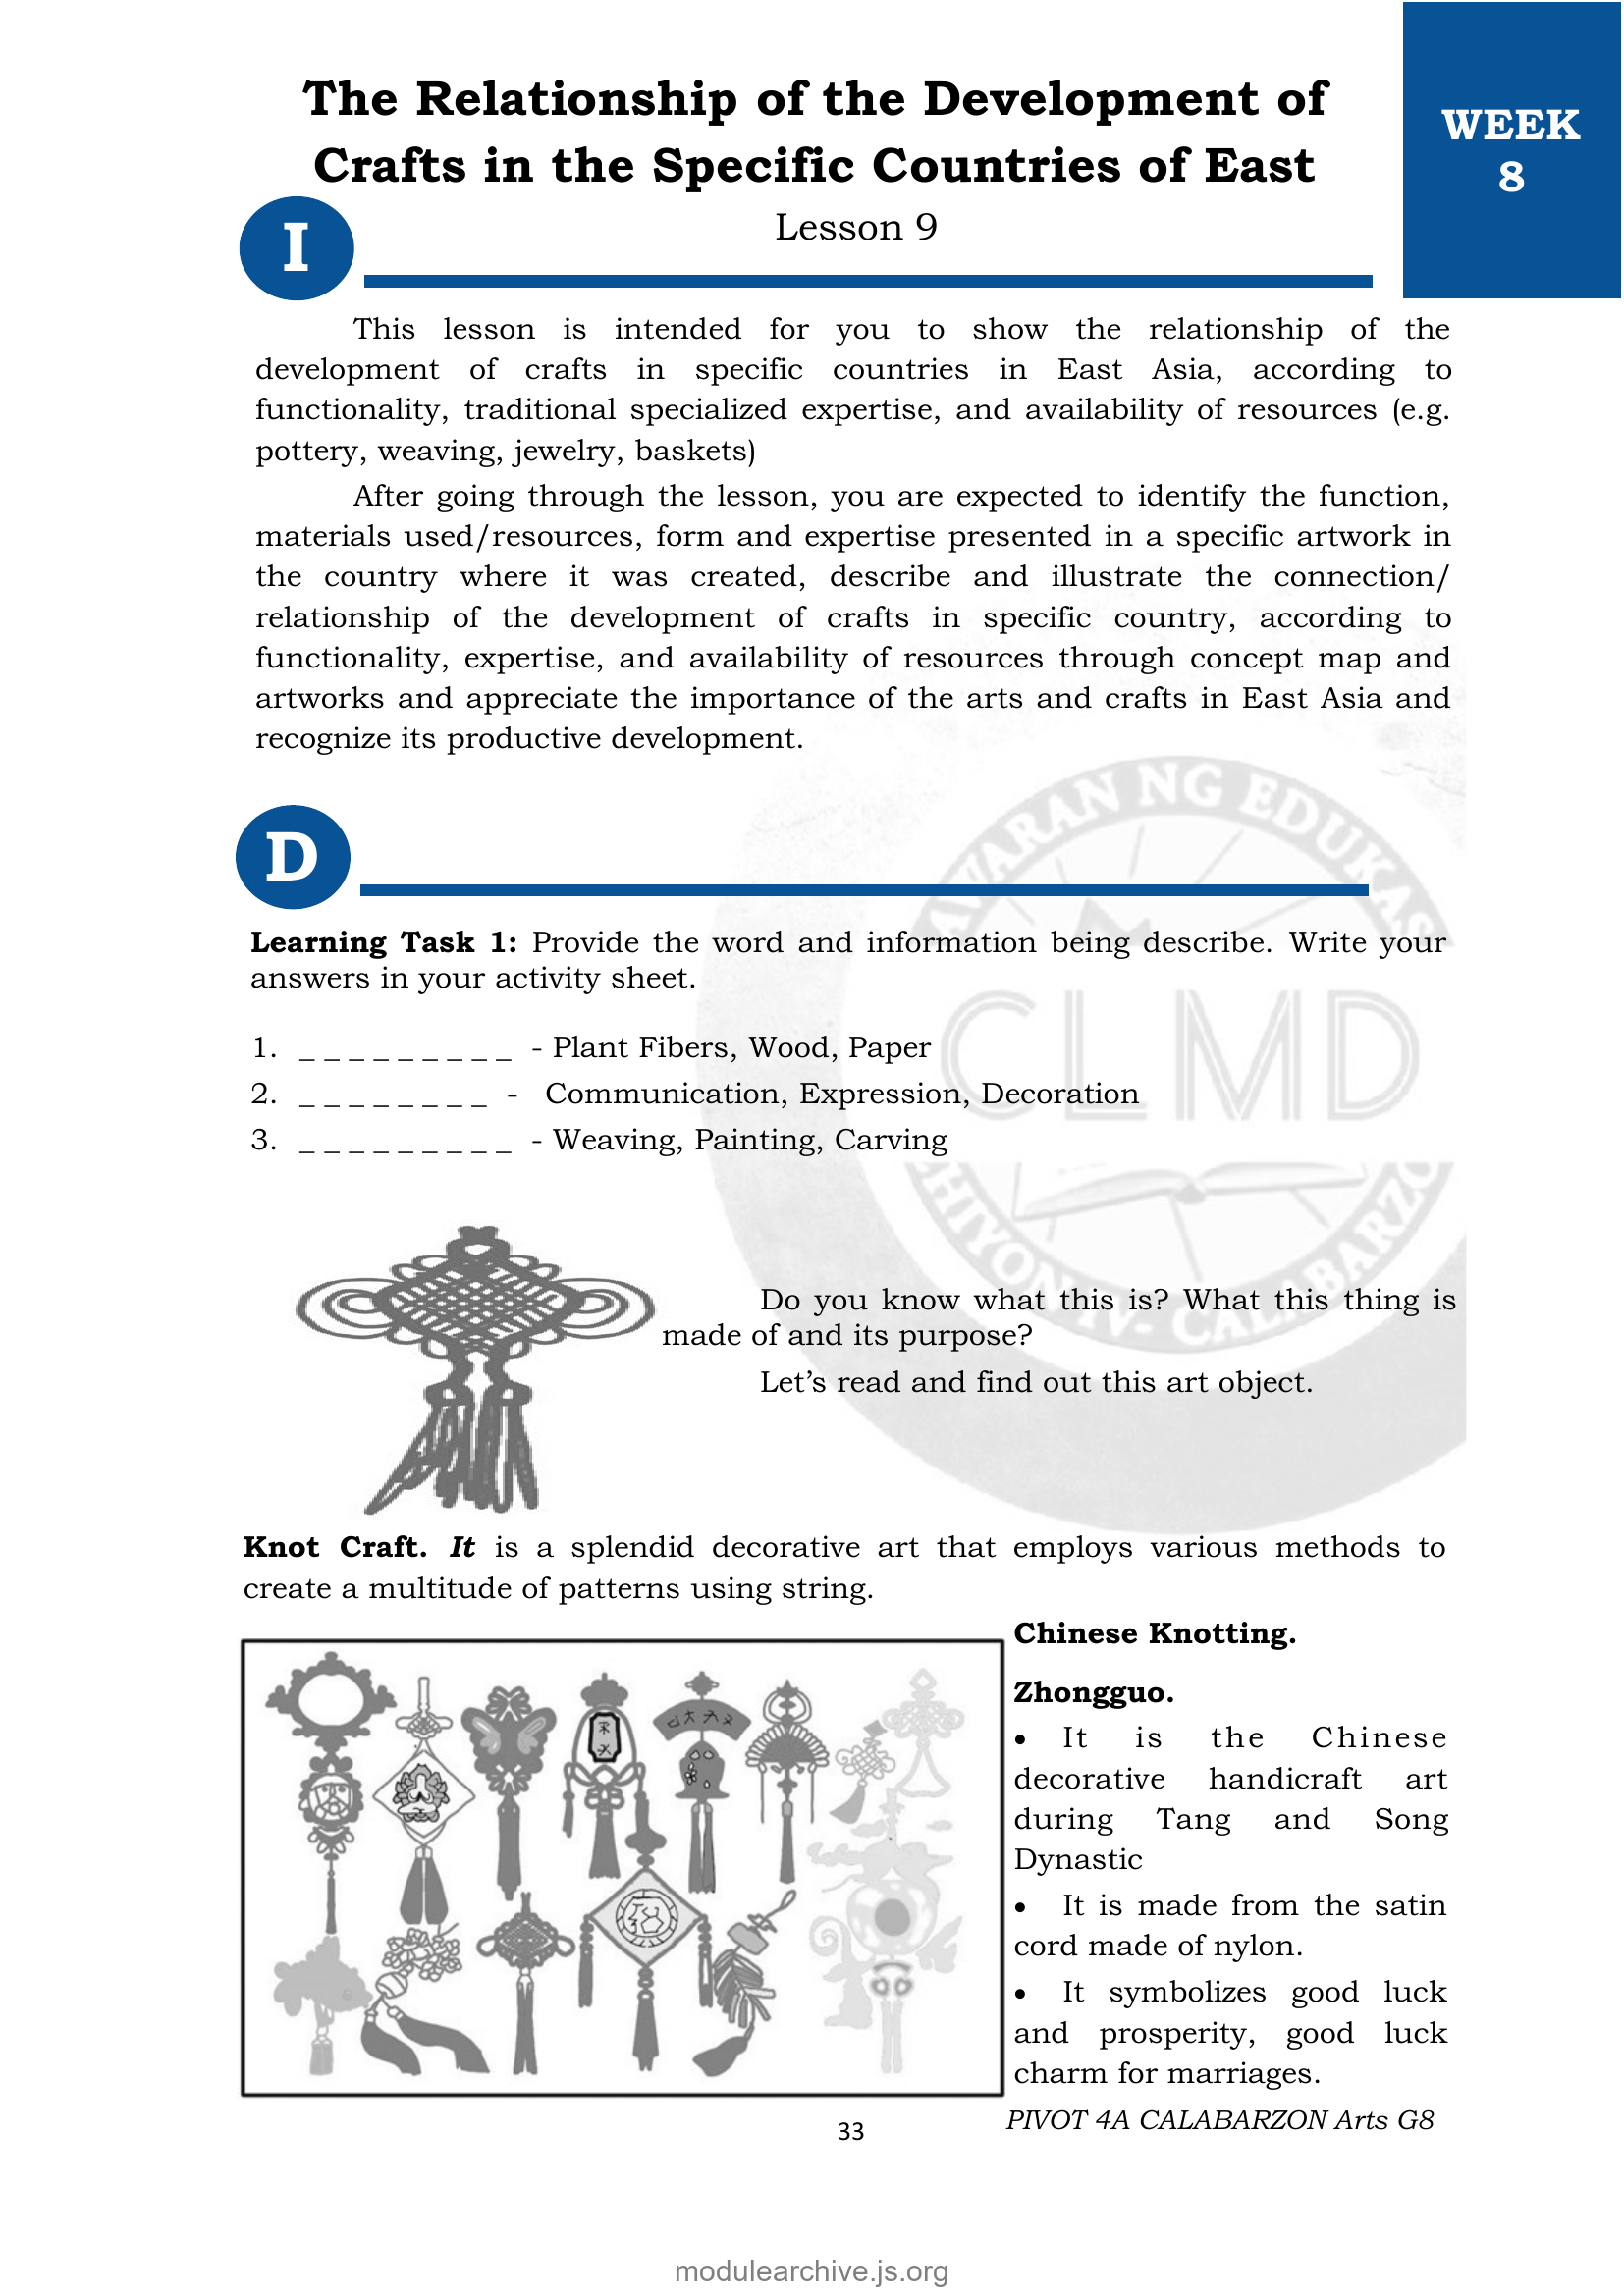 The Relationship of the Development of
Crafts in the Specific Countries of East
WEEK
8
Lesson 9
I
This lesson is intended for you to show the relationship of the
development of crafts in specific countries in East Asia, according to
functionality, traditional specialized expertise, and availability of resources (e.g.
pottery, weaving, jewelry, baskets)
After going through the lesson, you are expected to identify the function,
materials used/resources, form and expertise presented in a specific artwork in
the country where it was created, describe and illustrate the connection/
relationship of the development of crafts in specific country, according to
functionality, expertise, and availability of resources through concept map and
artworks and appreciate the importance of the arts and crafts in East Asia and
recognize its productive development.
D
Learning Task 1: Provide the word and information being describe. Write your
answers in your activity sheet.
1. _ _ _ _ _ _ _ _ _ - Plant Fibers, Wood, Paper
2. _ _ _ _ _ _ _ _ - Communication, Expression, Decoration
3. _ _ _ _ _ _ _ _ _ - Weaving, Painting, Carving
AWARAN NG EDUKAS
CLMD
HIYON IV- CALABARZO
Do you know what this is? What this thing is
made of and its purpose?
Let's read and find out this art object.
Knot Craft. It is a splendid decorative art that employs various methods to
create a multitude of patterns using string.
Chinese Knotting.
Zhongguo.
• It is the Chinese
decorative handicraft art
during Tang and Song
Dynastic
• It is made from the satin
cord made of nylon.
• It symbolizes good luck
and prosperity, good luck
charm for marriages.
33
PIVOT 4A CALABARZON Arts G8
modulearchive.js.org